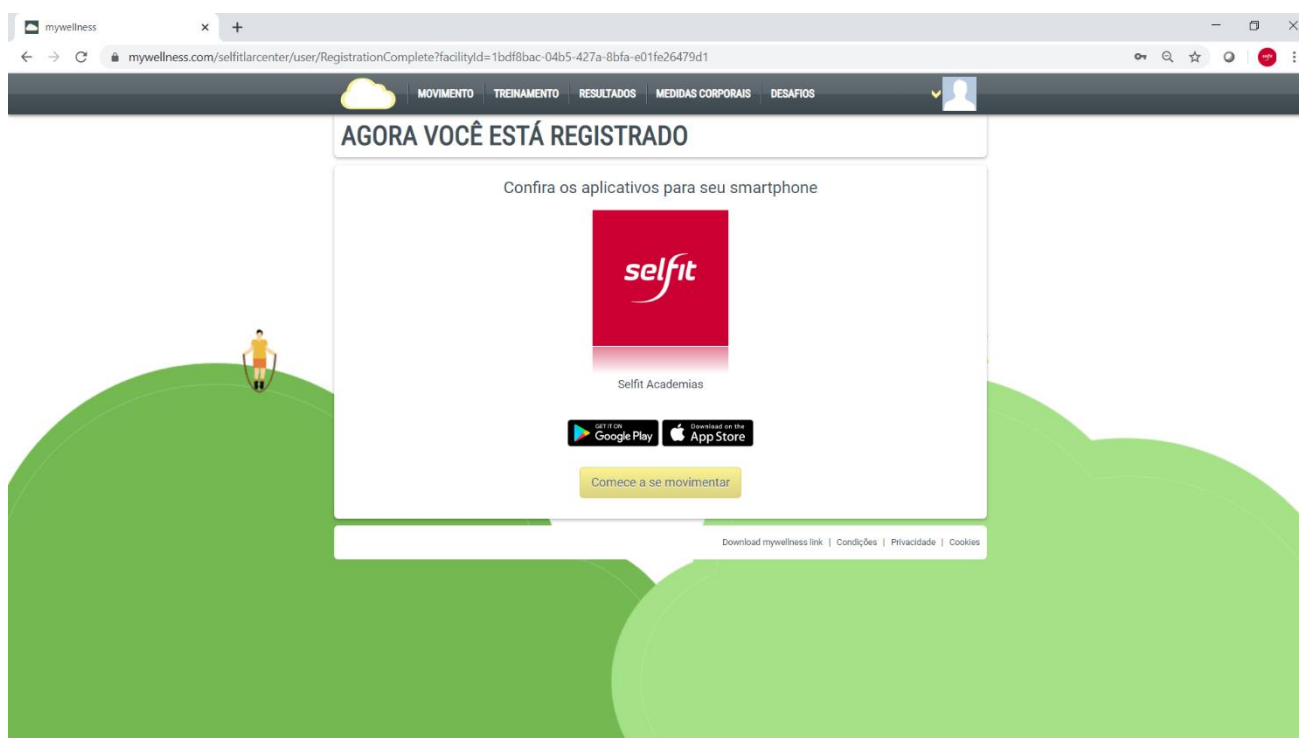 mywellness
mywellness.com/selfitlarcenter/user/RegistrationComplete?facilityId=1bdf8bac-04b5-427a-8bfa-e01fe26479d1
MOVIMENTO TREINAMENTO RESULTADOS MEDIDAS CORPORAIS DESAFIOS
AGORA VOCÊ ESTÁ REGISTRADO
Confira os aplicativos para seu smartphone
selfit
Selfit Academias
GET IT ON Google Play Download on the App Store
Comece a se movimentar
Download mywellness link | Condições | Privacidade | Cookies